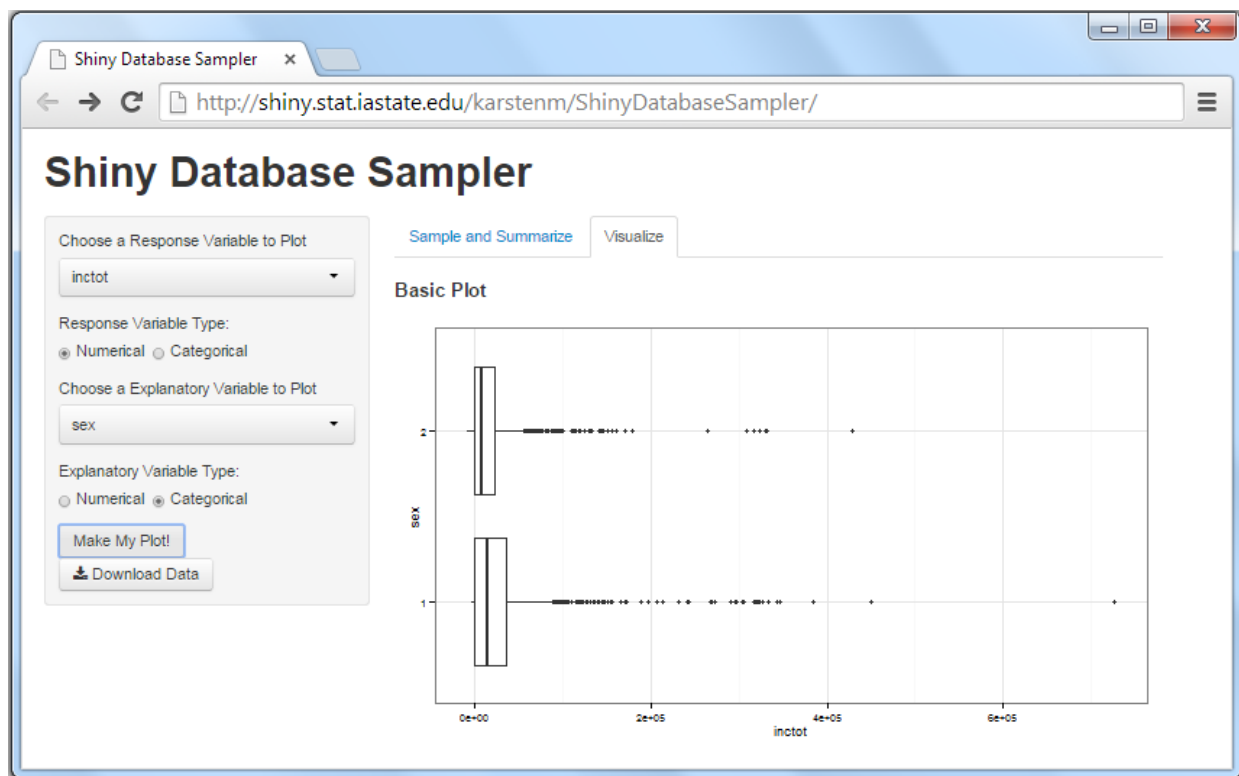 Shiny Database Sampler
http://shiny.stat.iastate.edu/karstenm/ShinyDatabaseSampler/
Shiny Database Sampler
Choose a Response Variable to Plot
inctot
Response Variable Type:
Numerical Categorical
Choose a Explanatory Variable to Plot
sex
Explanatory Variable Type:
Numerical Categorical
Make My Plot!
Download Data
Sample and Summarize Visualize
Basic Plot
2
1
sex
0e+00 2e+05 4e+05 6e+05
inctot